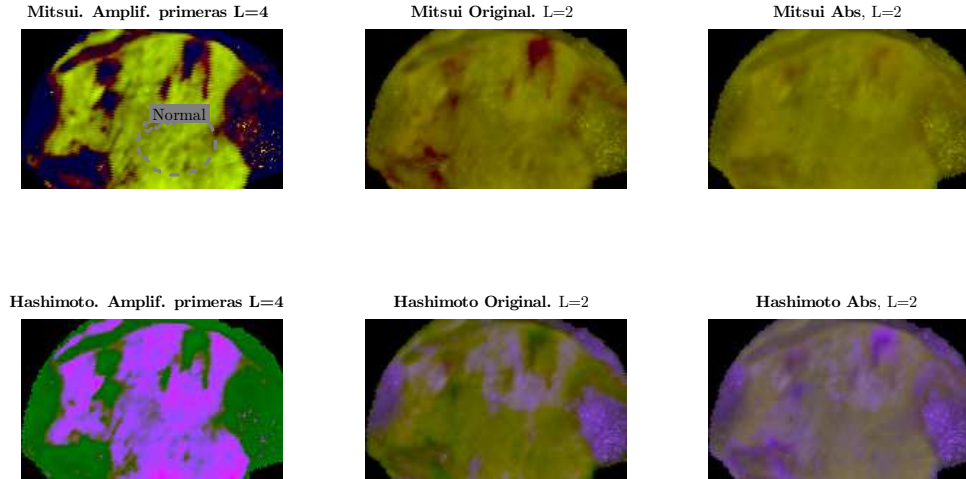 Mitsui. Amplif. primeras L=4
Mitsui Original. L=2
Mitsui Abs, L=2
Normal
Hashimoto. Amplif. primeras L=4
Hashimoto Original. L=2
Hashimoto Abs, L=2